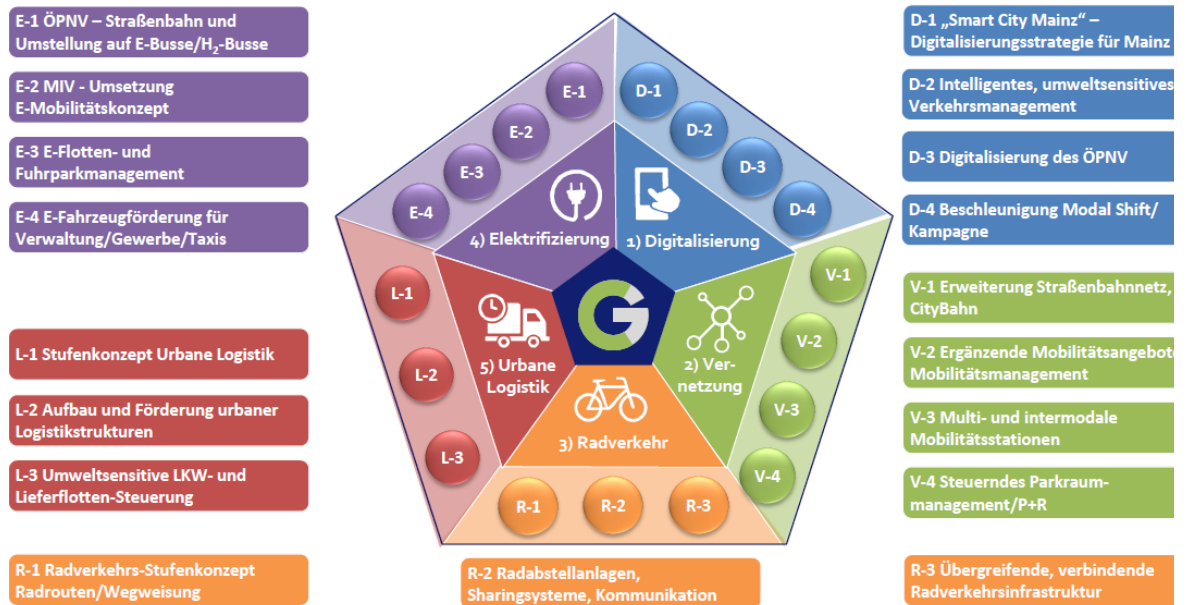 E-1 ÖPNV – Straßenbahn und
Umstellung auf E-Busse/H₂-Busse
E-2 MIV - Umsetzung
E-Mobilitätskonzept
E-3 E-Flotten- und
Fuhrparkmanagement
E-4 E-Fahrzeugförderung für
Verwaltung/Gewerbe/Taxis
L-1 Stufenkonzept Urbane Logistik
L-2 Aufbau und Förderung urbaner
Logistikstrukturen
L-3 Umweltsensitive LKW- und
Lieferflotten-Steuerung
R-1 Radverkehrs-Stufenkonzept
Radrouten/Wegweisung
E-1
E-2
E-3
E-4
4) Elektrifizierung
D-1
D-2
D-3
D-4
1) Digitalisierung
L-1
L-2
L-3
5) Urbane
Logistik
G
V-1
V-2
V-3
V-4
2) Ver-
netzung
3) Radverkehr
R-1
R-2
R-3
R-2 Radabstellanlagen,
Sharingsysteme, Kommunikation
D-1 „Smart City Mainz“ –
Digitalisierungsstrategie für Mainz
D-2 Intelligentes, umweltsensitives
Verkehrsmanagement
D-3 Digitalisierung des ÖPNV
D-4 Beschleunigung Modal Shift/
Kampagne
V-1 Erweiterung Straßenbahnnetz,
CityBahn
V-2 Ergänzende Mobilitätsangebote
Mobilitätsmanagement
V-3 Multi- und intermodale
Mobilitätsstationen
V-4 Steuerndes Parkraum-
management/P+R
R-3 Übergreifende, verbindende
Radverkehrsinfrastruktur